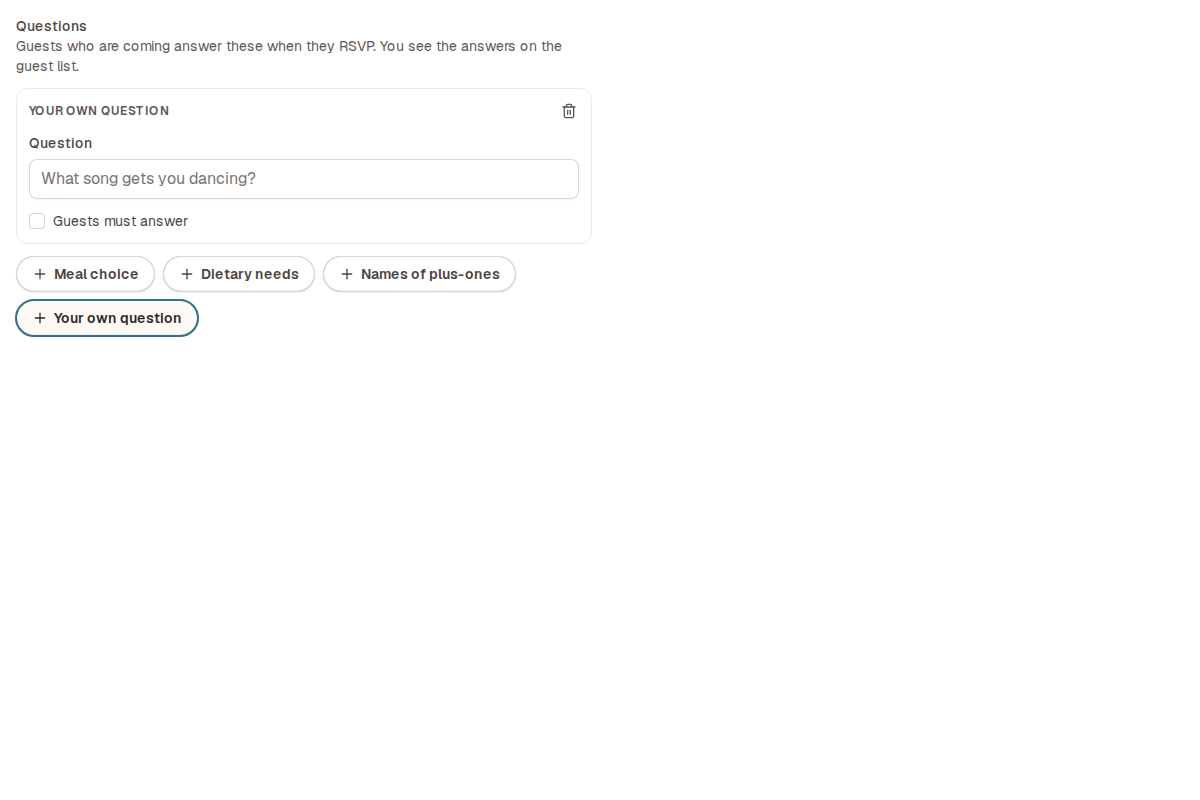 Questions
Guests who are coming answer these when they RSVP. You see the answers on the
guest list.
YOUR OWN QUESTION
Question
What song gets you dancing?
Guests must answer
Meal choice
Dietary needs
Names of plus-ones
Your own question